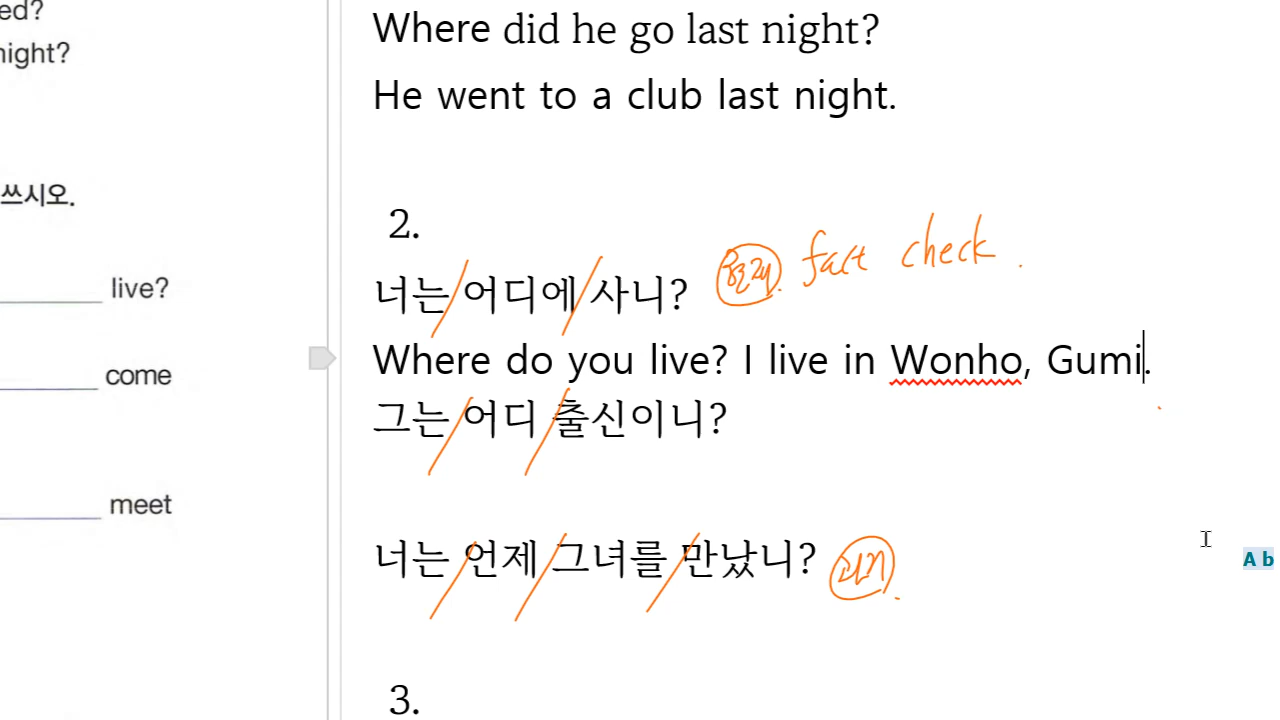 ed?
night?
쓰시오.
live?
come
meet
Where did he go last night?
He went to a club last night.
2.
너는 어디에 사니? 현재 fact check.
Where do you live? I live in Wonho, Gumi.
그는 어디 출신이니?
너는 언제 그녀를 만났니? 과거
3.
A b